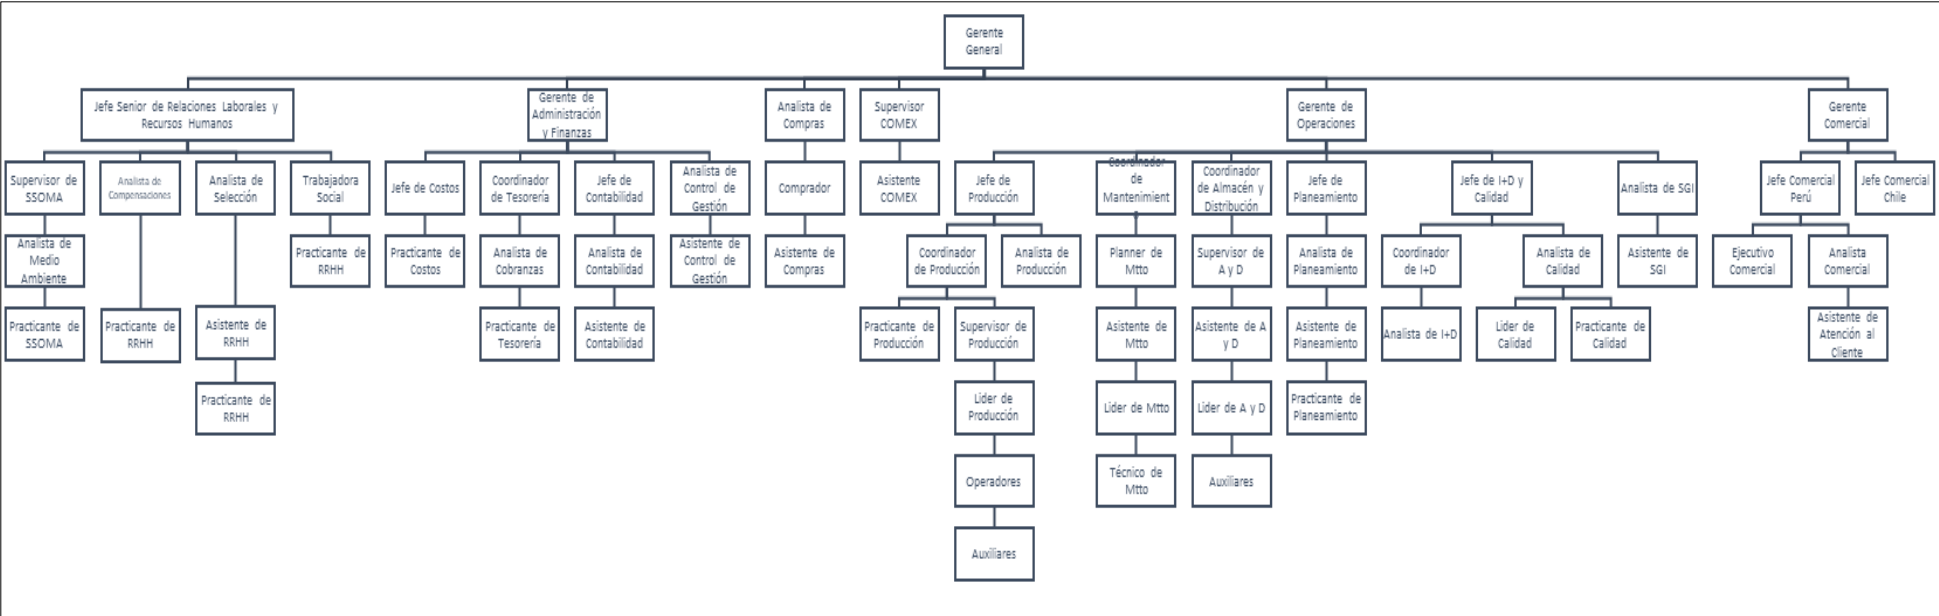 Gerente
General
Jefe Senior de Relaciones Laborales y
Recursos Humanos
Gerente de
Administración
y Finanzas
Analista de
Compras
Supervisor
COMEX
Gerente de
Operaciones
Gerente
Comercial
Supervisor de
SSOMA
Analista de
Compensaciones
Analista de
Selección
Trabajadora
Social
Jefe de Costos
Coordinador
de Tesorería
Jefe de
Contabilidad
Analista de
Control de
Gestión
Comprador
Asistente
COMEX
Jefe de
Producción
Coordinador
de
Mantenimient
Coordinador
de Almacén y
Distribución
Jefe de
Planeamiento
Jefe de I+D y
Calidad
Analista de SGI
Jefe Comercial
Perú
Jefe Comercial
Chile
Analista de
Medio
Ambiente
Practicante de
RRHH
Practicante de
Costos
Analista de
Cobranzas
Analista de
Contabilidad
Asistente de
Control de
Gestión
Asistente de
Compras
Coordinador
de Producción
Analista de
Producción
Planner de
Mtto
Supervisor de
A y D
Analista de
Planeamiento
Coordinador
de I+D
Analista de
Calidad
Asistente de
SGI
Ejecutivo
Comercial
Analista
Comercial
Practicante de
SSOMA
Practicante de
RRHH
Asistente de
RRHH
Practicante de
Tesorería
Asistente de
Contabilidad
Practicante de
Producción
Supervisor de
Producción
Asistente de
Mtto
Asistente de A
y D
Asistente de
Planeamiento
Analista de I+D
Lider de
Calidad
Practicante de
Calidad
Asistente de
Atención al
Cliente
Practicante de
RRHH
Lider de
Producción
Lider de Mtto
Lider de A y D
Practicante de
Planeamiento
Operadores
Técnico de
Mtto
Auxiliares
Auxiliares